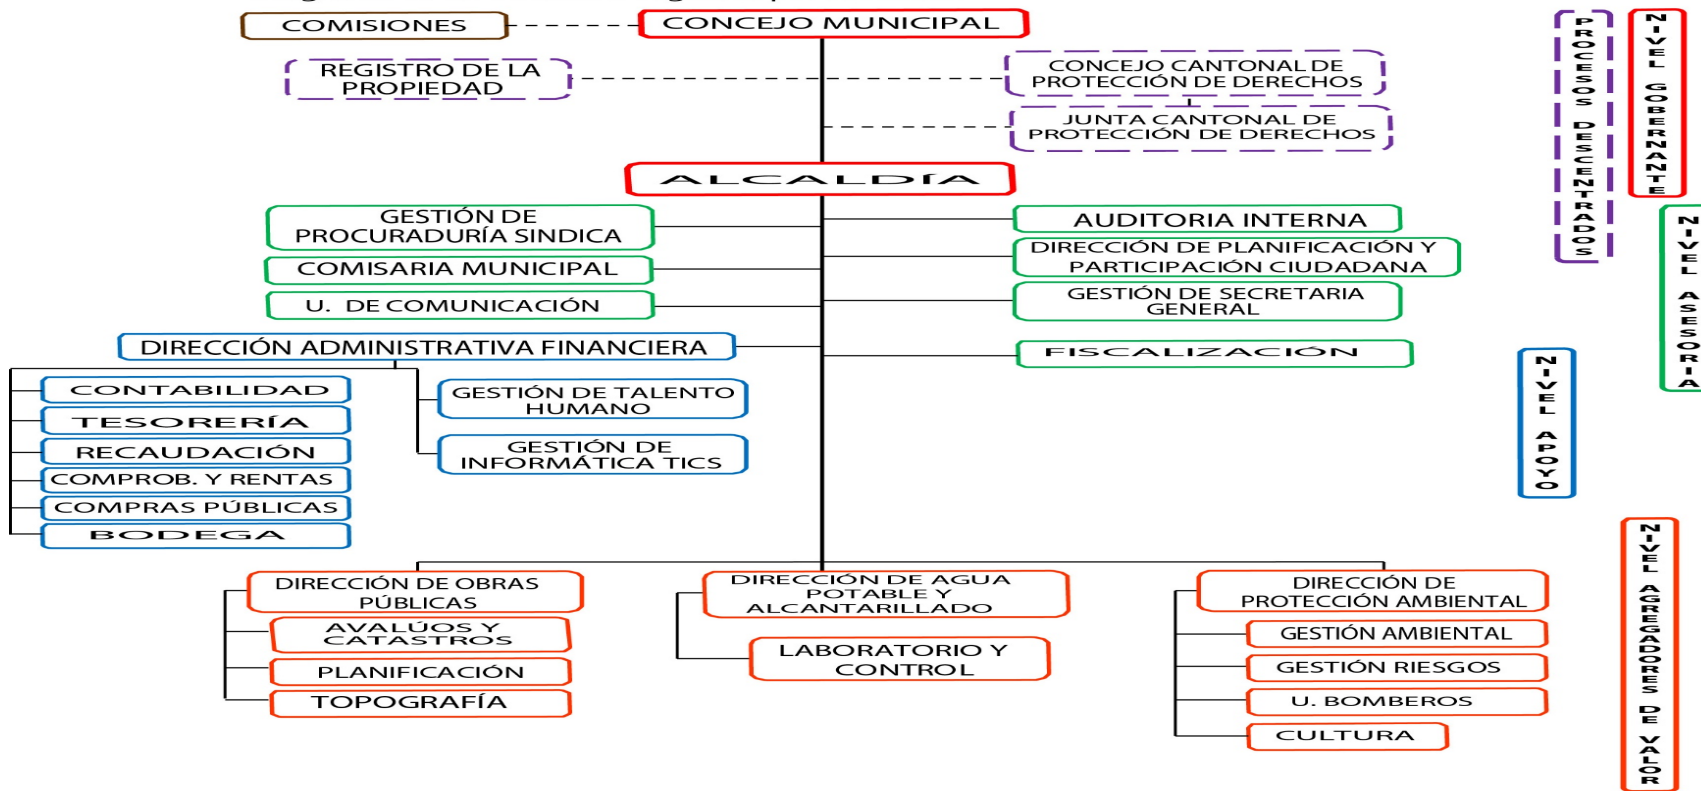 COMISIONES
CONCEJO MUNICIPAL
REGISTRO DE LA
PROPIEDAD
CONCEJO CANTONAL DE
PROTECCIÓN DE DERECHOS
JUNTA CANTONAL DE
PROTECCIÓN DE DERECHOS
ALCALDÍA
GESTIÓN DE
PROCURADURÍA SINDICA
COMISARIA MUNICIPAL
U. DE COMUNICACIÓN
AUDITORIA INTERNA
DIRECCIÓN DE PLANIFICACIÓN Y
PARTICIPACIÓN CIUDADANA
GESTIÓN DE SECRETARIA
GENERAL
FISCALIZACIÓN
DIRECCIÓN ADMINISTRATIVA FINANCIERA
CONTABILIDAD
TESORERÍA
RECAUDACIÓN
COMPROB. Y RENTAS
COMPRAS PÚBLICAS
BODEGA
GESTIÓN DE TALENTO
HUMANO
GESTIÓN DE
INFORMÁTICA TICS
DIRECCIÓN DE OBRAS
PÚBLICAS
AVALÚOS Y
CATASTROS
PLANIFICACIÓN
TOPOGRAFÍA
DIRECCIÓN DE AGUA
POTABLE Y
ALCANTARILLADO
LABORATORIO Y
CONTROL
DIRECCIÓN DE
PROTECCIÓN AMBIENTAL
GESTIÓN AMBIENTAL
GESTIÓN RIESGOS
U. BOMBEROS
CULTURA
PROCESOS DESCENTRADOS
NIVEL GOBERNANTE
NIVEL ASESORIA
NIVEL APOYO
NIVEL AGREGADORES DE VALOR